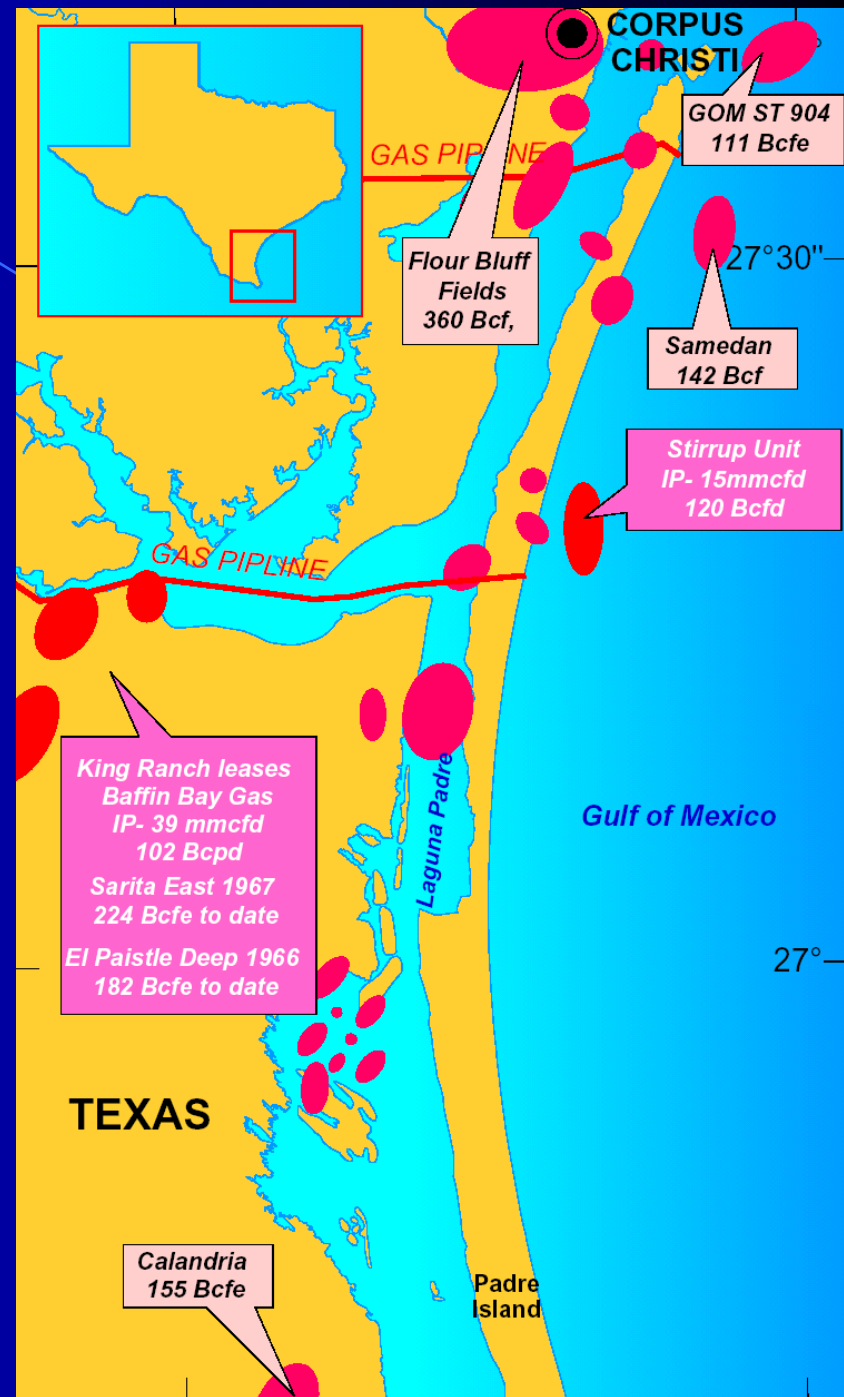 CORPUS
CHRISTI
GOM ST 904
111 Bcfe
GAS PIPLINE
Flour Bluff
Fields
360 Bcf,
27°30"
Samedan
142 Bcf
Stirrup Unit
IP- 15mmcfd
120 Bcfd
GAS PIPLINE
King Ranch leases
Baffin Bay Gas
IP- 39 mmcfd
102 Bcpd
Sarita East 1967
224 Bcfe to date
El Paistle Deep 1966
182 Bcfe to date
Laguna Padre
Gulf of Mexico
27°
TEXAS
Calandria
155 Bcfe
Padre
Island